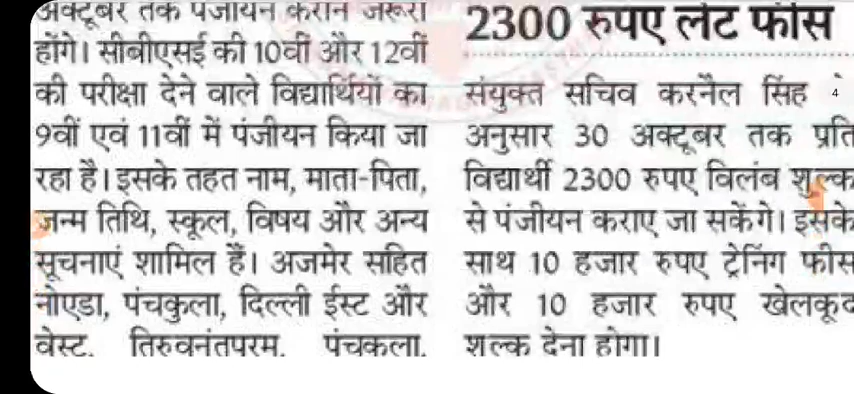 अक्टूबर तक पंजीयन कराने जरूरी
होंगे। सीबीएसई की 10वीं और 12वीं
की परीक्षा देने वाले विद्यार्थियों का
9वीं एवं 11वीं में पंजीयन किया जा
रहा है। इसके तहत नाम, माता-पिता,
जन्म तिथि, स्कूल, विषय और अन्य
सूचनाएं शामिल हैं। अजमेर सहित
नोएडा, पंचकुला, दिल्ली ईस्ट और
वेस्ट, तिरुवनंतपुरम, पंचकुला,
2300 रुपए लेट फीस
संयुक्त सचिव करनैल सिंह
अनुसार 30 अक्टूबर तक प्रति
विद्यार्थी 2300 रुपए विलंब शुल्क
से पंजीयन कराए जा सकेंगे। इसके
साथ 10 हजार रुपए ट्रेनिंग फीस
और 10 हजार रुपए खेलकूद
शुल्क देना होगा।